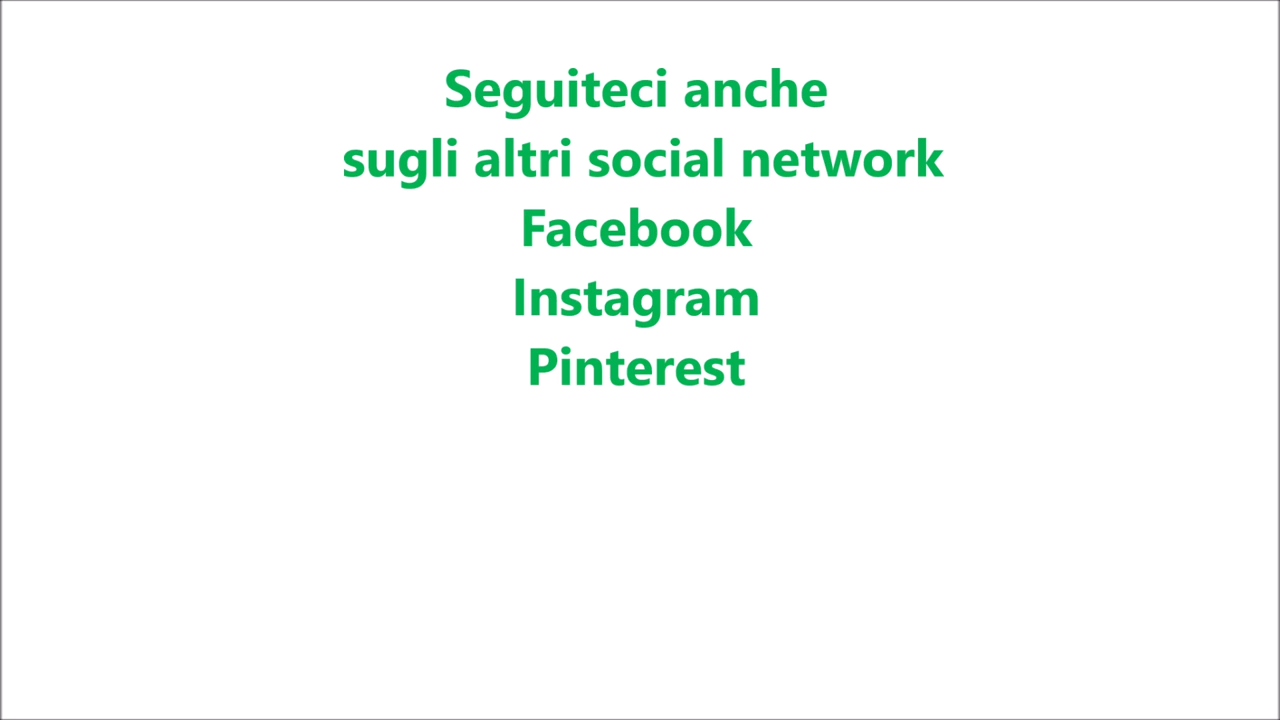 Seguiteci anche
sugli altri social network
Facebook
Instagram
Pinterest